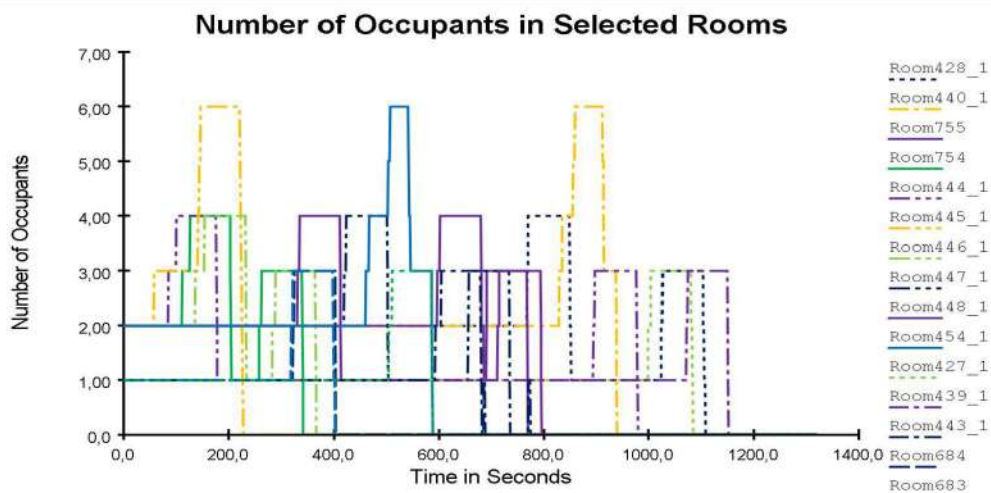 Number of Occupants in Selected Rooms
7,00
6,00
5,00
4,00
3,00
2,00
1,00
0,0
Number of Occupants
0,0 200,0 400,0 600,0 800,0 1000,0 1200,0 1400,0
Time in Seconds
Room428_1
Room440_1
Room755
Room754
Room444_1
Room445_1
Room446_1
Room447_1
Room448_1
Room454_1
Room427_1
Room439_1
Room443_1
Room684
Room683